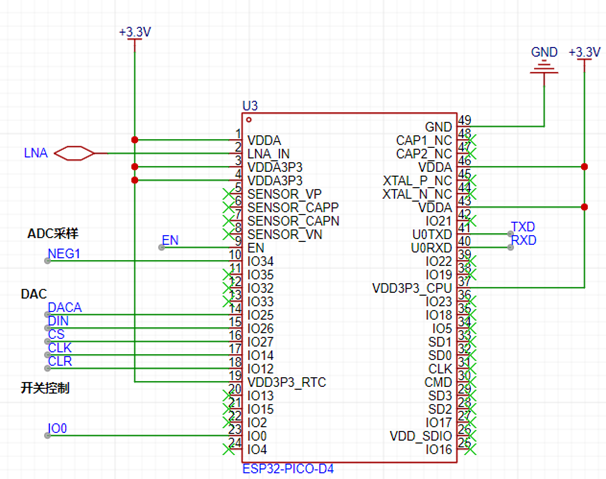 +3.3V
GND
+3.3V
U3
1 VDDA
LNA 2 LNA_IN
3 VDDA3P3
4 VDDA3P3
5 SENSOR_VP
6 SENSOR_CAPP
7 SENSOR_CAPN
8 SENSOR_VN
ADC采样
EN 9 EN
NEG1 10 IO34
11 IO35
12 IO32
13 IO33
DAC
DACA 14 IO25
DIN 15 IO26
CS 16 IO27
CLK 17 IO14
CLR 18 IO12
19 VDD3P3_RTC
开关控制
20 IO13
21 IO15
22 IO2
IO0 23 IO0
24 IO4
GND 49
CAP1_NC 48
CAP2_NC 47
VDDA 46
XTAL_P_NC 45
XTAL_N_NC 44
VDDA 43
IO21 42
U0TXD 41 TXD
U0RXD 40 RXD
IO22 39
IO19 38
VDD3P3_CPU 37
IO23 36
IO18 35
IO5 34
SD1 33
SD0 32
CLK 31
CMD 30
SD3 29
SD2 28
IO17 27
VDD_SDIO 26
IO16 25
ESP32-PICO-D4